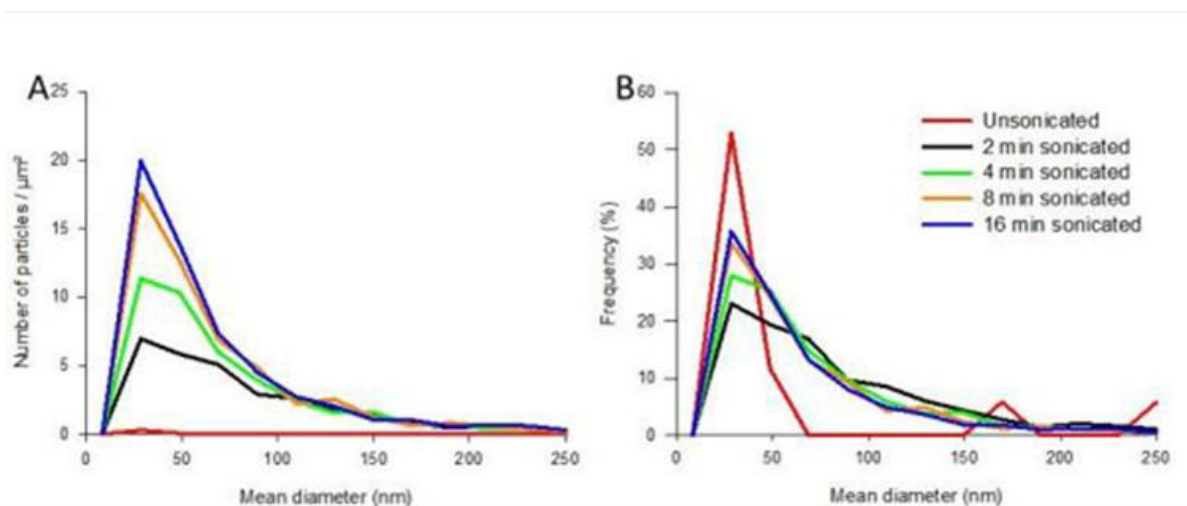 A
25
20
15
10
5
0
Number of particles / µm²
0 50 100 150 200 250
Mean diameter (nm)
B
60
50
40
30
20
10
0
Frequency (%)
0 50 100 150 200 250
Mean diameter (nm)
Unsonicated
2 min sonicated
4 min sonicated
8 min sonicated
16 min sonicated